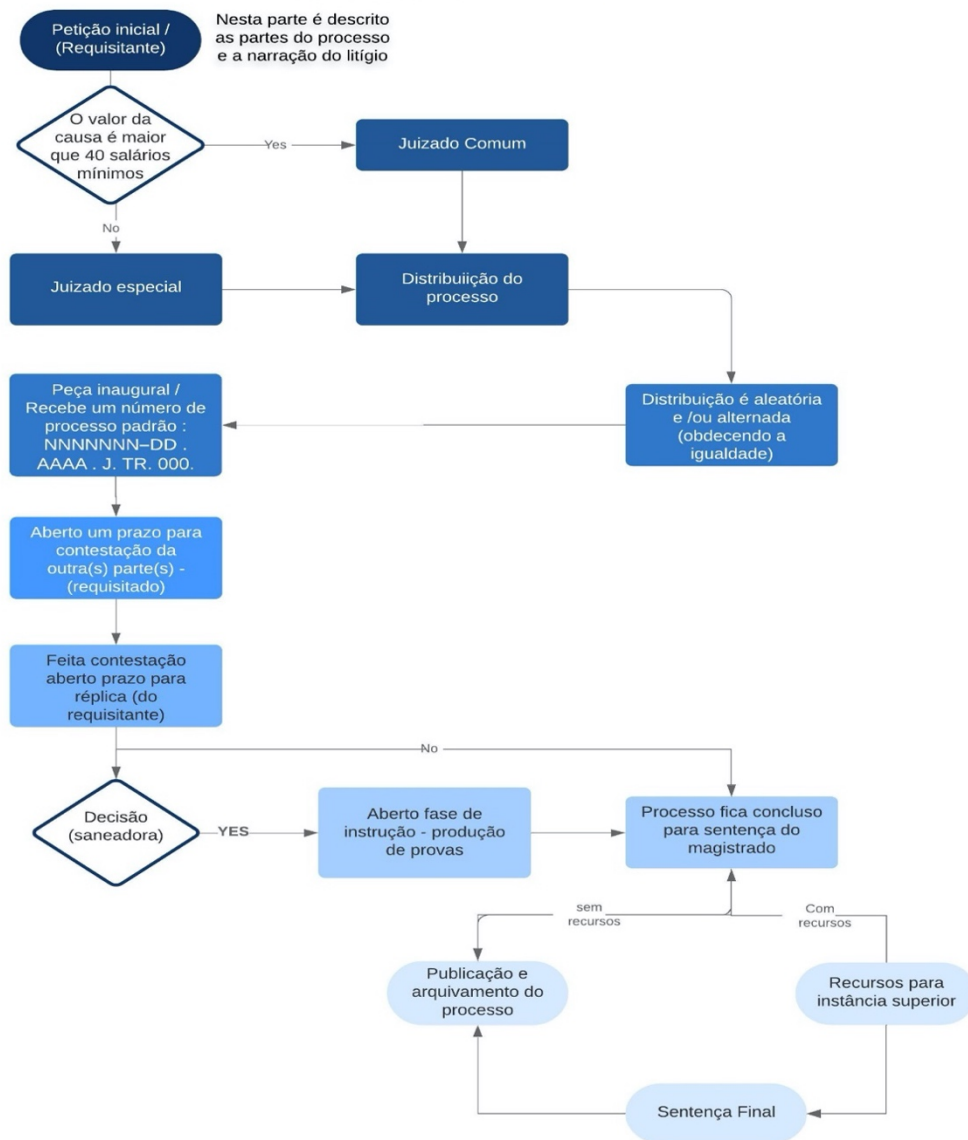 Petição inicial /
(Requisitante)
Nesta parte é descrito
as partes do processo
e a narração do litígio
O valor da
causa é maior
que 40 salários
mínimos
Yes
Juizado Comum
No
Juizado especial
Distribuiição do
processo
Distribuição é aleatória
e /ou alternada
(obdecendo a
igualdade)
Peça inaugural /
Recebe um número de
processo padrão :
NNNNNNN–DD .
AAAA . J. TR. 000.
Aberto um prazo para
contestação da
outra(s) parte(s) -
(requisitado)
Feita contestação
aberto prazo para
réplica (do
requisitante)
No
Decisão
(saneadora)
YES
Aberto fase de
instrução - produção
de provas
Processo fica concluso
para sentença do
magistrado
sem
recursos
Com
recursos
Publicação e
arquivamento do
processo
Recursos para
instância superior
Sentença Final